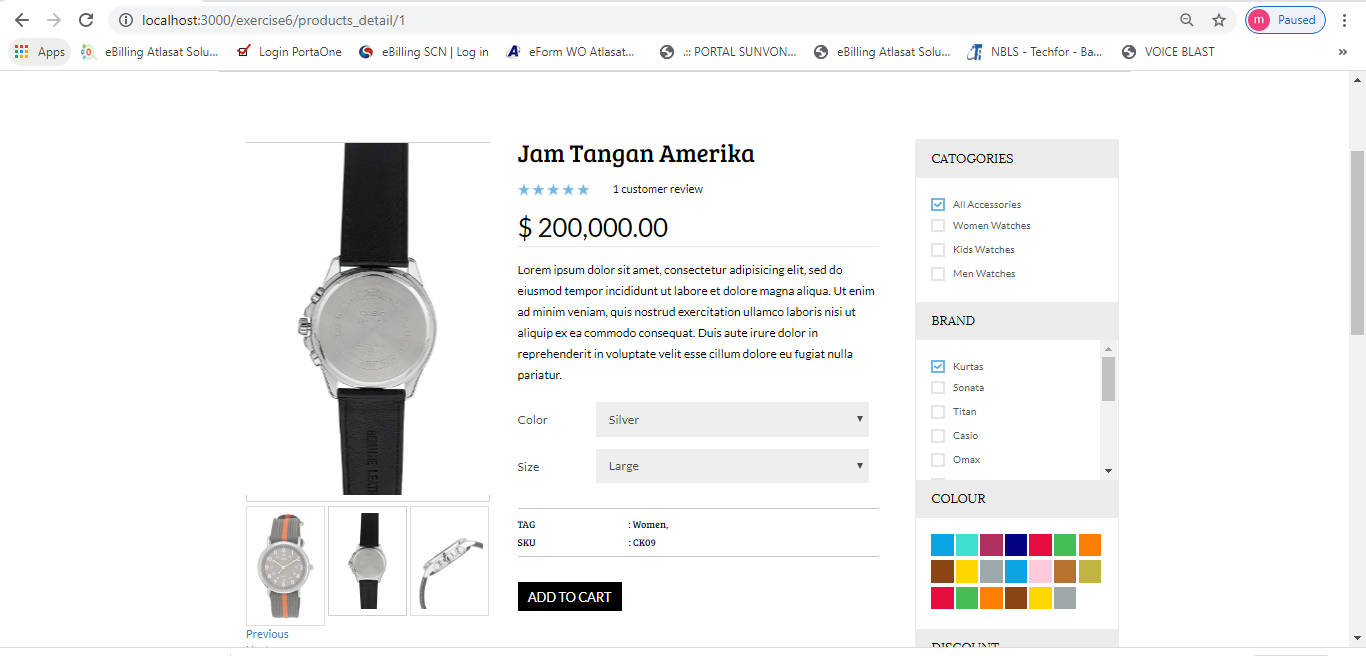 localhost:3000/exercise6/products_detail/1
m Paused
Apps
eBilling Atlasat Solu...
Login PortaOne
eBilling SCN | Log in
eForm WO Atlasat...
.:: PORTAL SUNVON...
eBilling Atlasat Solu...
NBLS - Techfor - Ba...
VOICE BLAST
»
Jam Tangan Amerika
1 customer review
$ 200,000.00
Lorem ipsum dolor sit amet, consectetur adipisicing elit, sed do
eiusmod tempor incididunt ut labore et dolore magna aliqua. Ut enim
ad minim veniam, quis nostrud exercitation ullamco laboris nisi ut
aliquip ex ea commodo consequat. Duis aute irure dolor in
reprehenderit in voluptate velit esse cillum dolore eu fugiat nulla
pariatur.
Color Silver
Size Large
TAG : Women,
SKU : CK09
ADD TO CART
Previous
CATOGORIES
All Accessories
Women Watches
Kids Watches
Men Watches
BRAND
Kurtas
Sonata
Titan
Casio
Omax
COLOUR
DISCOUNT